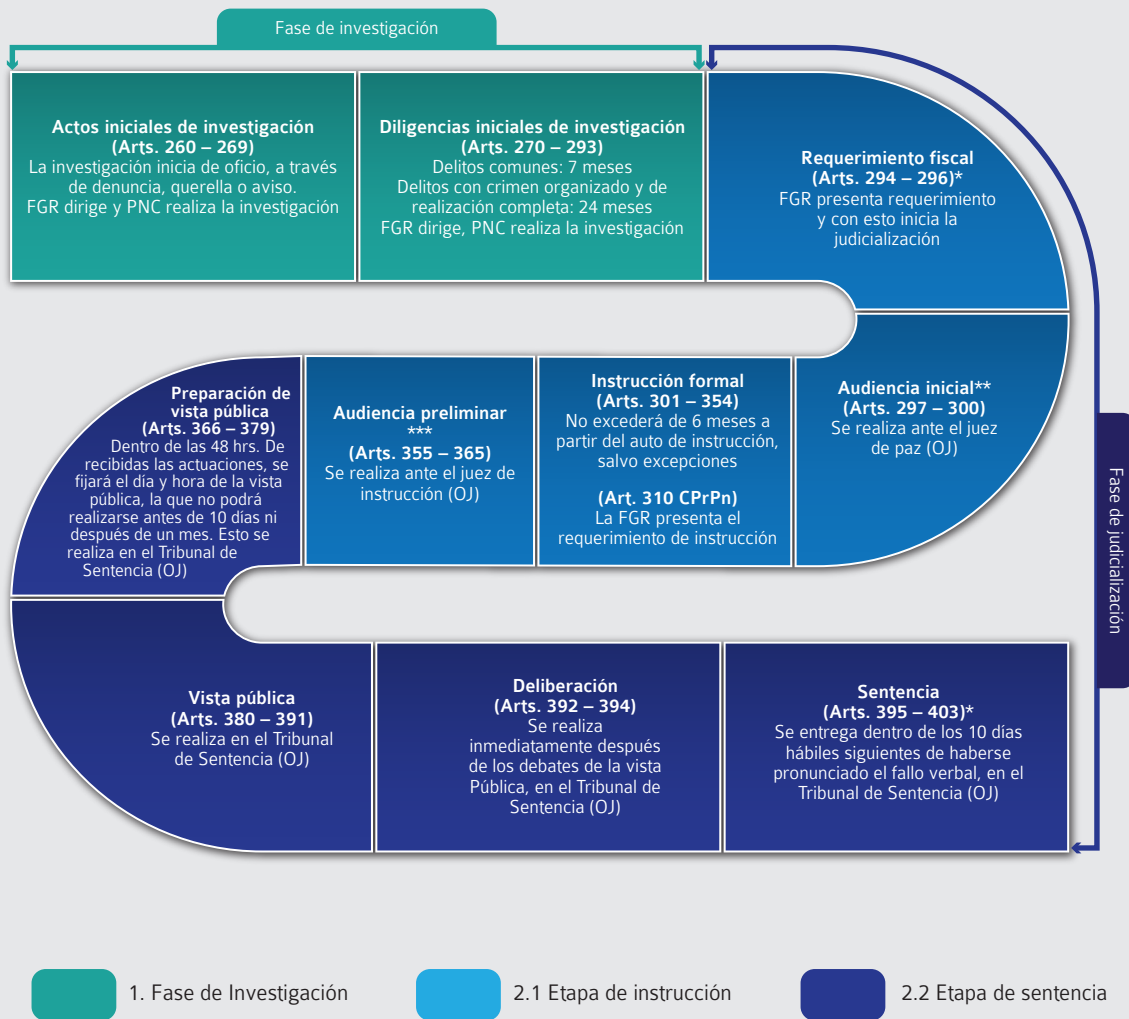 Fase de investigación
Actos iniciales de investigación
(Arts. 260 – 269)
La investigación inicia de oficio, a través
de denuncia, querella o aviso.
FGR dirige y PNC realiza la investigación
Diligencias iniciales de investigación
(Arts. 270 – 293)
Delitos comunes: 7 meses
Delitos con crimen organizado y de
realización completa: 24 meses
FGR dirige, PNC realiza la investigación
Requerimiento fiscal
(Arts. 294 – 296)*
FGR presenta requerimiento
y con esto inicia la
judicialización
Audiencia inicial**
(Arts. 297 – 300)
Se realiza ante el juez
de paz (OJ)
Instrucción formal
(Arts. 301 – 354)
No excederá de 6 meses a
partir del auto de instrucción,
salvo excepciones
(Art. 310 CPrPn)
La FGR presenta el
requerimiento de instrucción
Audiencia preliminar
***
(Arts. 355 – 365)
Se realiza ante el juez de
instrucción (OJ)
Preparación de
vista pública
(Arts. 366 – 379)
Dentro de las 48 hrs. De
recibidas las actuaciones, se
fijará el día y hora de la vista
pública, la que no podrá
realizarse antes de 10 días ni
después de un mes. Esto se
realiza en el Tribunal de
Sentencia (OJ)
Vista pública
(Arts. 380 – 391)
Se realiza en el Tribunal
de Sentencia (OJ)
Deliberación
(Arts. 392 – 394)
Se realiza
inmediatamente después
de los debates de la vista
Pública, en el Tribunal de
Sentencia (OJ)
Sentencia
(Arts. 395 – 403)*
Se entrega dentro de los 10 días
hábiles siguientes de haberse
pronunciado el fallo verbal, en el
Tribunal de Sentencia (OJ)
Fase de judicialización
1. Fase de Investigación
2.1 Etapa de instrucción
2.2 Etapa de sentencia